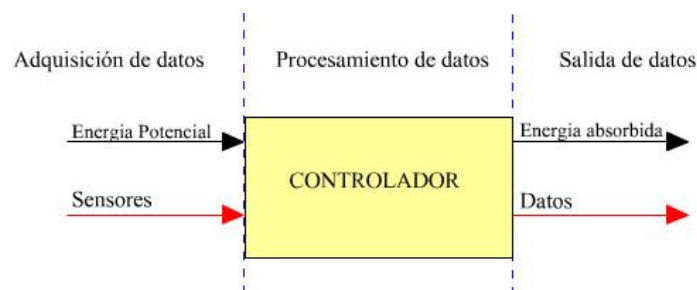 Adquisición de datos
Procesamiento de datos
Salida de datos
Energia Potencial
Energia absorbida
CONTROLADOR
Sensores
Datos